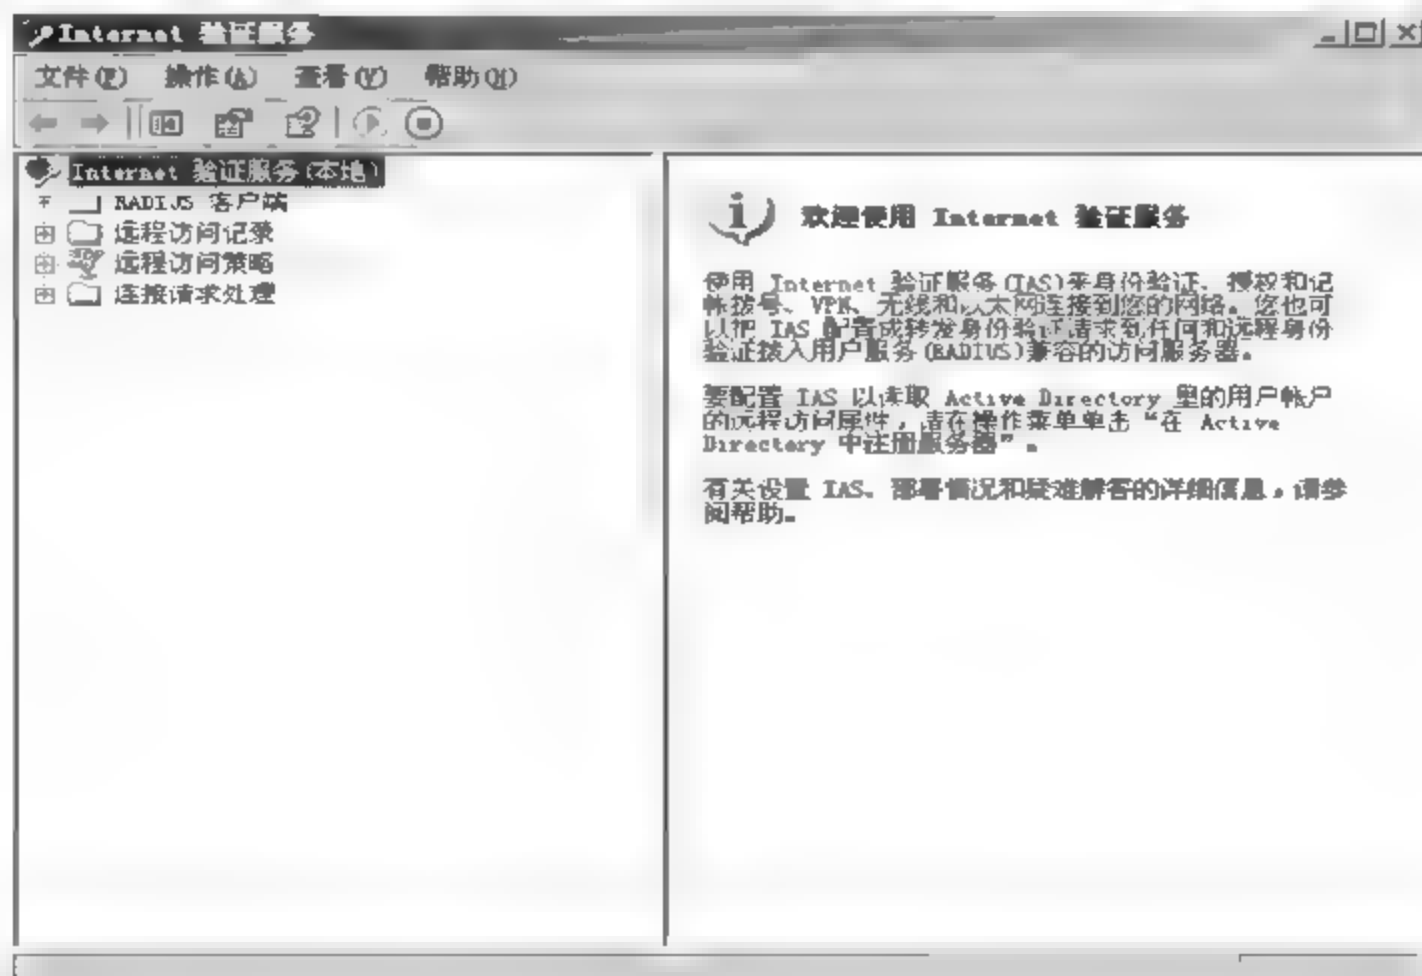 Internet 验证服务
文件(F) 操作(A) 查看(V) 帮助(H)
Internet 验证服务(本地)
RADIUS 客户端
远程访问记录
远程访问策略
连接请求处理
欢迎使用 Internet 验证服务
使用 Internet 验证服务(IAS)来身份验证、授权和记
帐拨号、VPN、无线和以太网连接到您的网络。您也可
以把 IAS 配置成转发身份验证请求到任何和远程身份
验证拨入用户服务(RADIUS)兼容的访问服务器。
要配置 IAS 以读取 Active Directory 里的用户帐户
的远程访问属性，请在操作菜单单击“在 Active
Directory 中注册服务器”。
有关设置 IAS、部署情况和疑难解答的详细信息，请参
阅帮助。